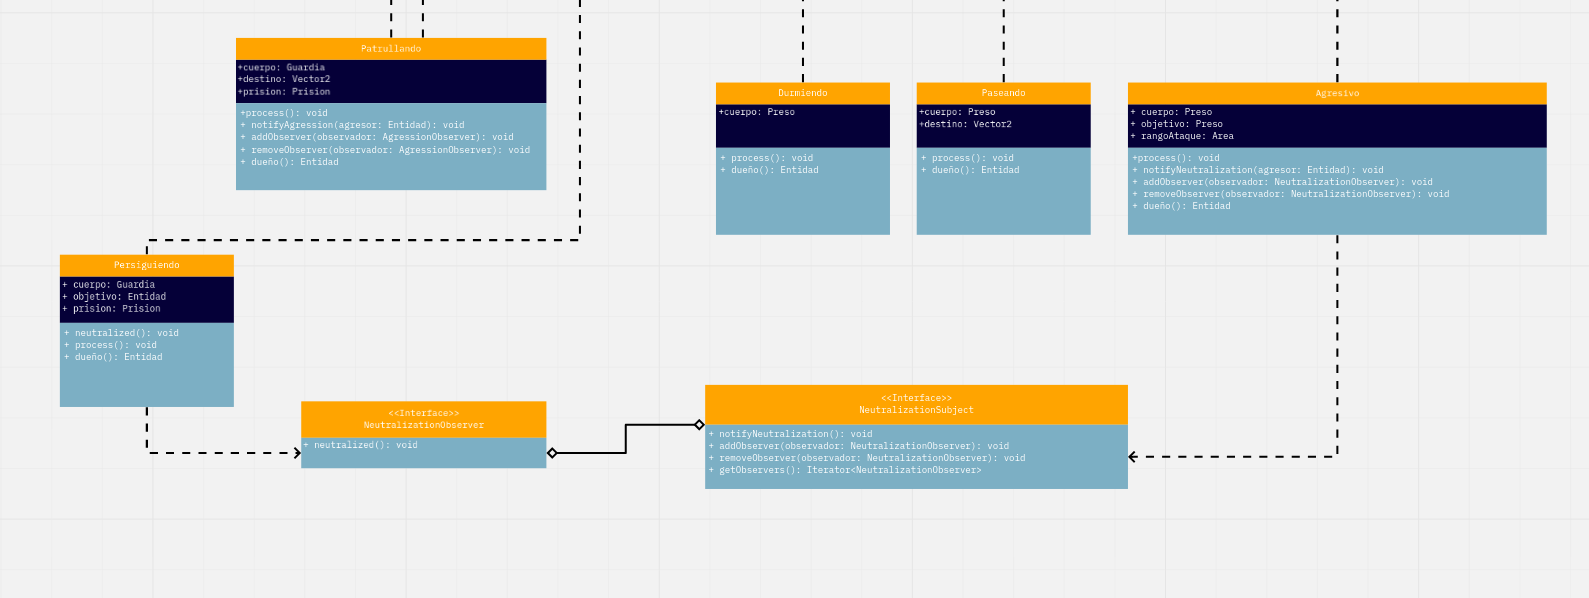 Patrullando
+cuerpo: Guardia
+destino: Vector2
+prision: Prision
+process(): void
+ notifyAgression(agresor: Entidad): void
+ addObserver(observador: AgressionObserver): void
+ removeObserver(observador: AgressionObserver): void
+ dueño(): Entidad
Durmiendo
+cuerpo: Preso
+ process(): void
+ dueño(): Entidad
Paseando
+cuerpo: Preso
+destino: Vector2
+ process(): void
+ dueño(): Entidad
Agresivo
+ cuerpo: Preso
+ objetivo: Preso
+ rangoAtaque: Area
+process(): void
+ notifyNeutralization(agresor: Entidad): void
+ addObserver(observador: NeutralizationObserver): void
+ removeObserver(observador: NeutralizationObserver): void
+ dueño(): Entidad
Persiguiendo
+ cuerpo: Guardia
+ objetivo: Entidad
+ prision: Prision
+ neutralized(): void
+ process(): void
+ dueño(): Entidad
<<Interface>>
NeutralizationObserver
+ neutralized(): void
<<Interface>>
NeutralizationSubject
+ notifyNeutralization(): void
+ addObserver(observador: NeutralizationObserver): void
+ removeObserver(observador: NeutralizationObserver): void
+ getObservers(): Iterator<NeutralizationObserver>